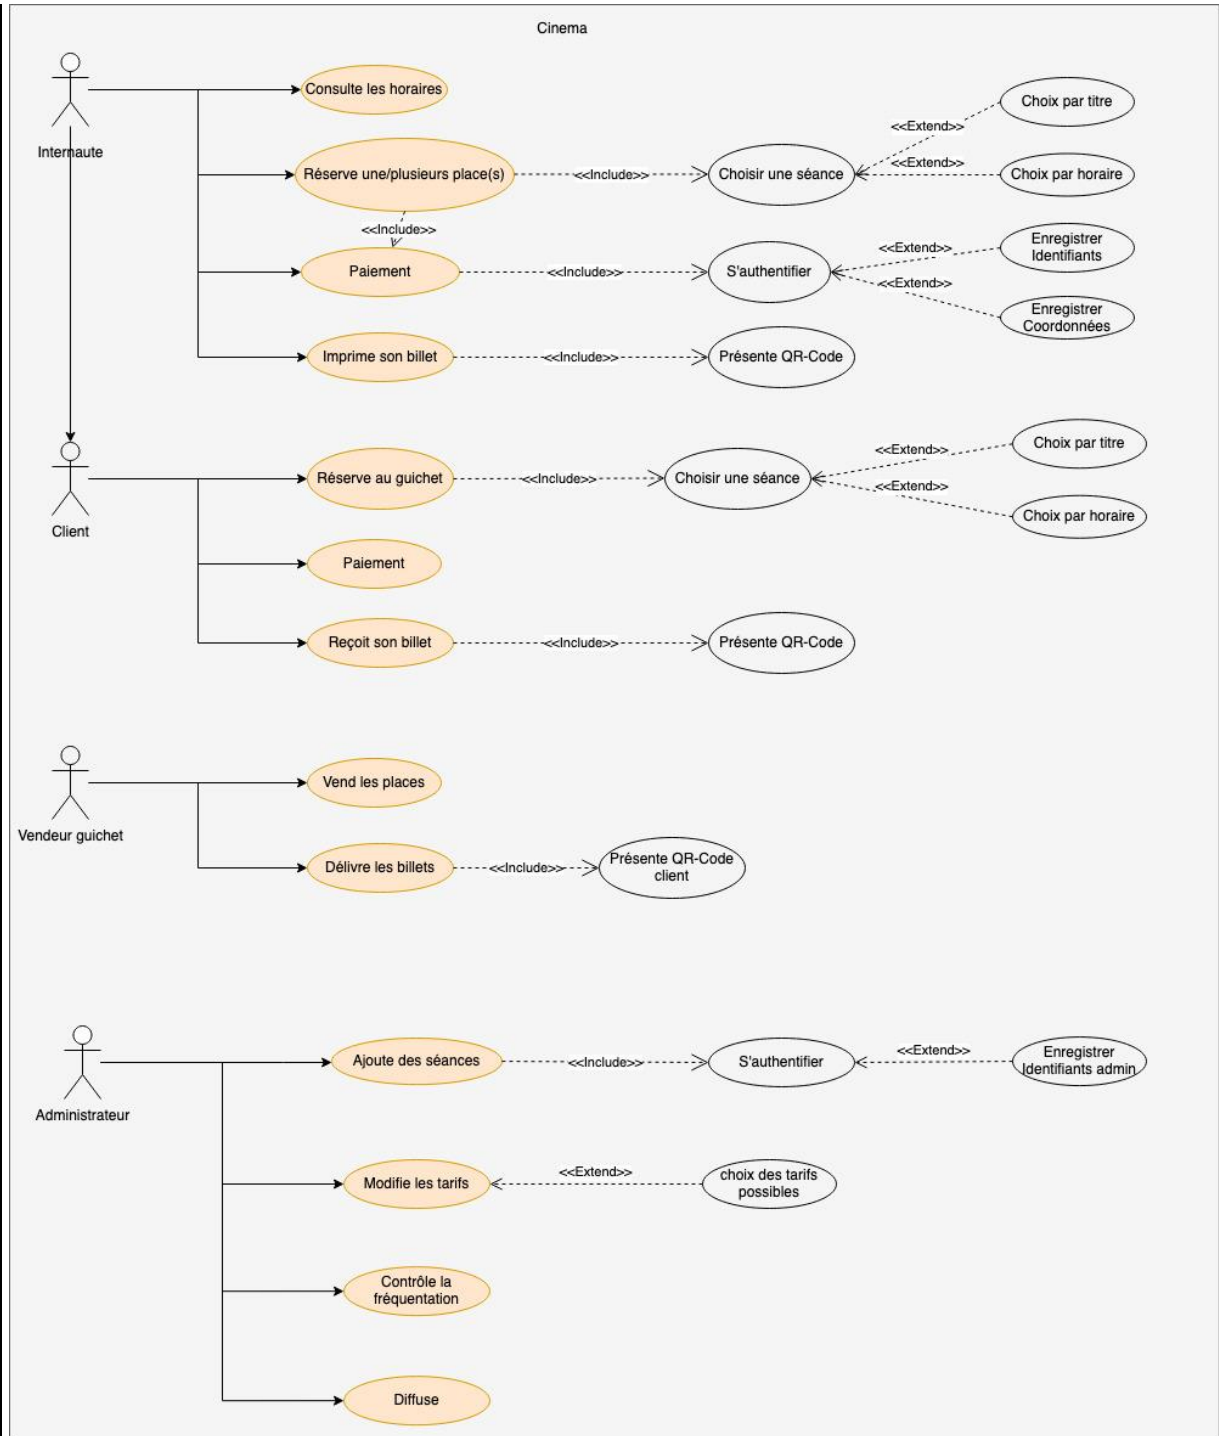 Cinema
Internaute
Consulte les horaires
Choix par titre
<<Extend>>
Réserve une/plusieurs place(s)
<<Include>>
Choisir une séance
<<Extend>>
Choix par horaire
<<Include>>
Paiement
<<Include>>
S'authentifier
<<Extend>>
Enregistrer
Identifiants
<<Extend>>
Enregistrer
Coordonnées
Imprime son billet
<<Include>>
Présente QR-Code
Client
Réserve au guichet
<<Include>>
Choisir une séance
<<Extend>>
Choix par titre
<<Extend>>
Choix par horaire
Paiement
Reçoit son billet
<<Include>>
Présente QR-Code
Vendeur guichet
Vend les places
Délivre les billets
<<Include>>
Présente QR-Code
client
Administrateur
Ajoute des séances
<<Include>>
S'authentifier
<<Extend>>
Enregistrer
Identifiants admin
Modifie les tarifs
<<Extend>>
choix des tarifs
possibles
Contrôle la
fréquentation
Diffuse